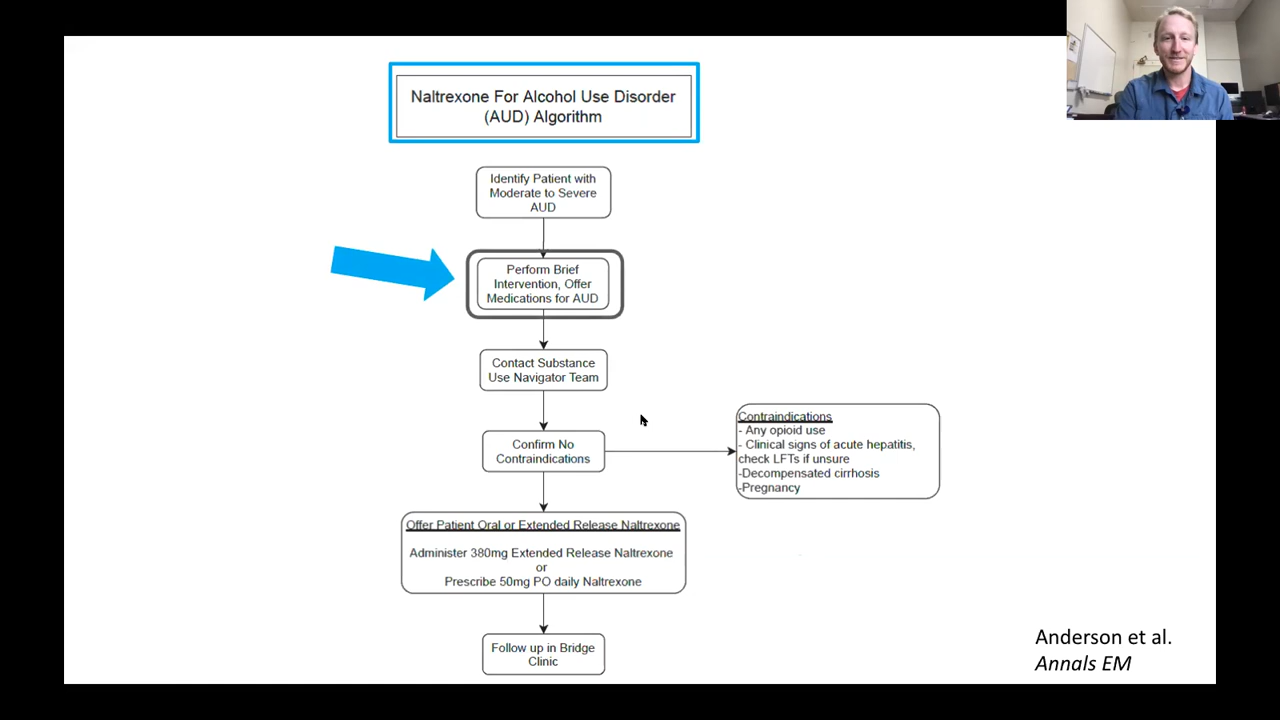 Naltrexone For Alcohol Use Disorder
(AUD) Algorithm
Identify Patient with
Moderate to Severe
AUD
Perform Brief
Intervention, Offer
Medications for AUD
Contact Substance
Use Navigator Team
Confirm No
Contraindications
Contraindications
- Any opioid use
- Clinical signs of acute hepatitis,
check LFTs if unsure
-Decompensated cirrhosis
-Pregnancy
Offer Patient Oral or Extended Release Naltrexone
Administer 380mg Extended Release Naltrexone
or
Prescribe 50mg PO daily Naltrexone
Follow up in Bridge
Clinic
Anderson et al.
Annals EM